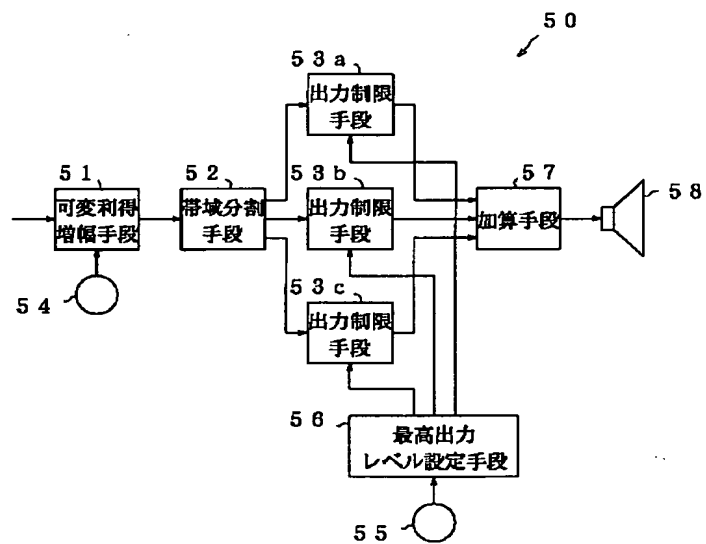 50
53a
出力制限
手段
51
可変利得
増幅手段
52
帯域分割
手段
53b
出力制限
手段
57
加算手段
58
54
53c
出力制限
手段
56
最高出力
レベル設定手段
55